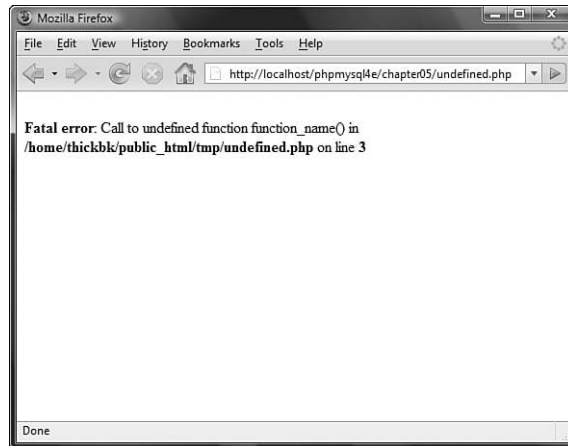 Mozilla Firefox
File Edit View History Bookmarks Tools Help
http://localhost/phpmysql4e/chapter05/undefined.php
Fatal error: Call to undefined function function_name() in
/home/thickbk/public_html/tmp/undefined.php on line 3
Done